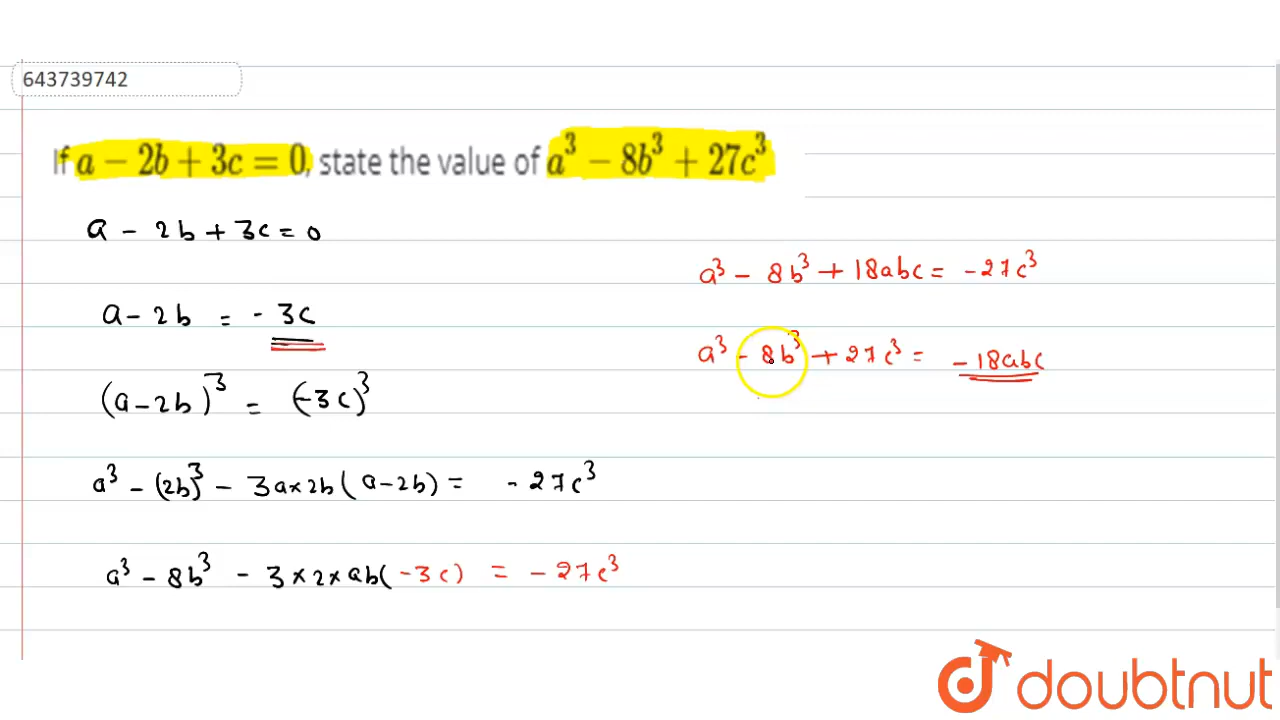 643739742
If a − 2b + 3c = 0, state the value of a³ − 8b³ + 27c³
a − 2b + 3c = 0
a − 2b = - 3c
(a − 2b)³ = (−3c)³
a³ − (2b)³ − 3a×2b(a−2b) = - 27c³
a³ − 8b³ - 3×2×ab(-3c) = - 27c³
a³ − 8b³ + 18abc = -27c³
a³ - 8b³ + 27c³ = - 18abc
doubtnut